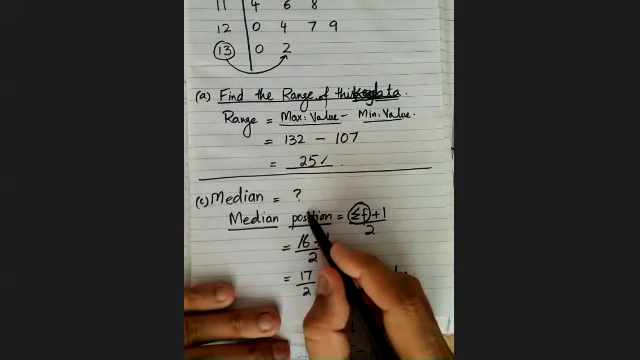 11 4 6 8
12 0 4 7 9
13 0 2
(a) Find the Range of this data.
Range = Max: Value - Min: Value.
= 132 - 107
= 25 ✓.
(c) Median = ?
Median position = Σf + 1
2
= 16
2
= 17
2